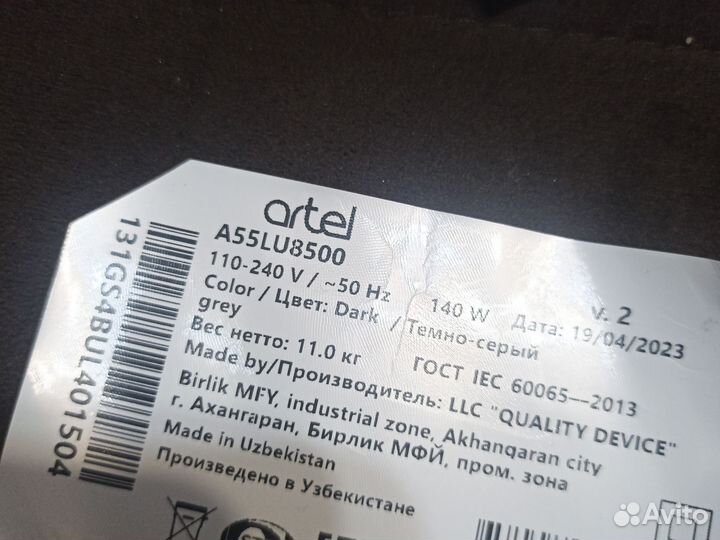 artel
A55LU8500
110-240 V / ~50 Hz 140 W v. 2
Color / Цвет: Dark / Темно-серый Дата: 19/04/2023
grey
Вес нетто: 11.0 кг ГОСТ IEC 60065—2013
Made by/Производитель: LLC "QUALITY DEVICE"
Birlik MFY, industrial zone, Akhangaran city
г. Ахангаран, Бирлик МФЙ, пром. зона
Made in Uzbekistan
Произведено в Узбекистане
131GS4BUL401504
Avito